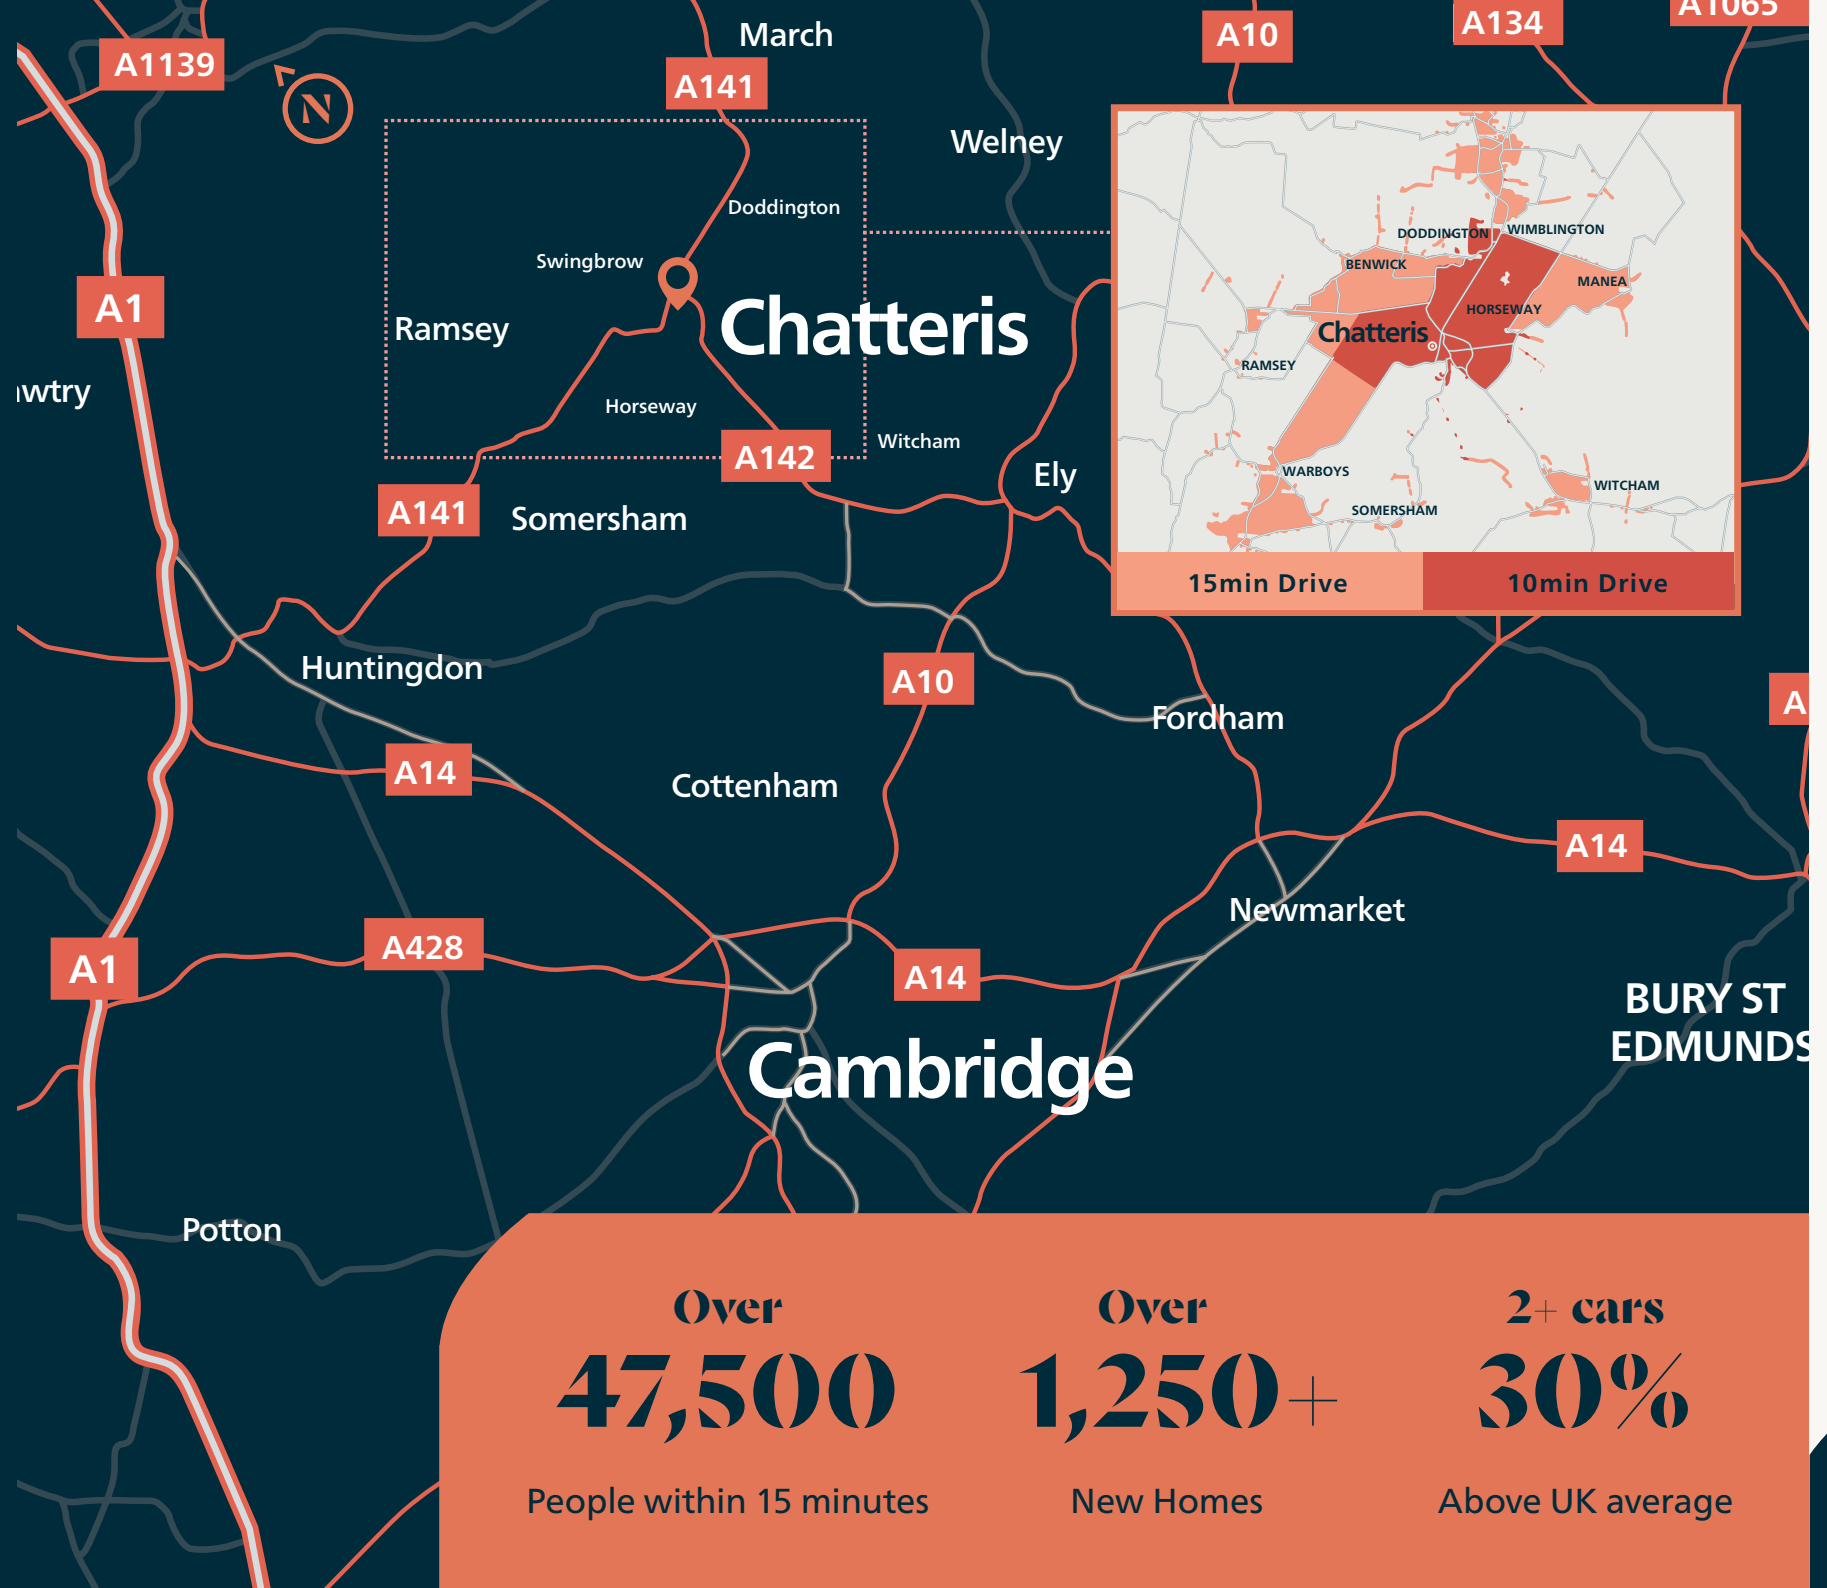 A1065
A134
A10
March
A1139
A141
N
Welney
Doddington
Swingbrow
Chatteris
Ramsey
A1
Horseway
A142
Witcham
Ely
A141
Somersham
DODDINGTON
WIMBLINGTON
BENWICK
MANEA
HORSEWAY
Chatteris
RAMSEY
WARBOYS
WITCHAM
SOMERSHAM
15min Drive
10min Drive
Huntingdon
A10
Fordham
A14
Cottenham
A14
Newmarket
A428
A1
A14
BURY ST
EDMUNDS
Cambridge
Potton
Over
47,500
People within 15 minutes
Over
1,250+
New Homes
2+ cars
30%
Above UK average